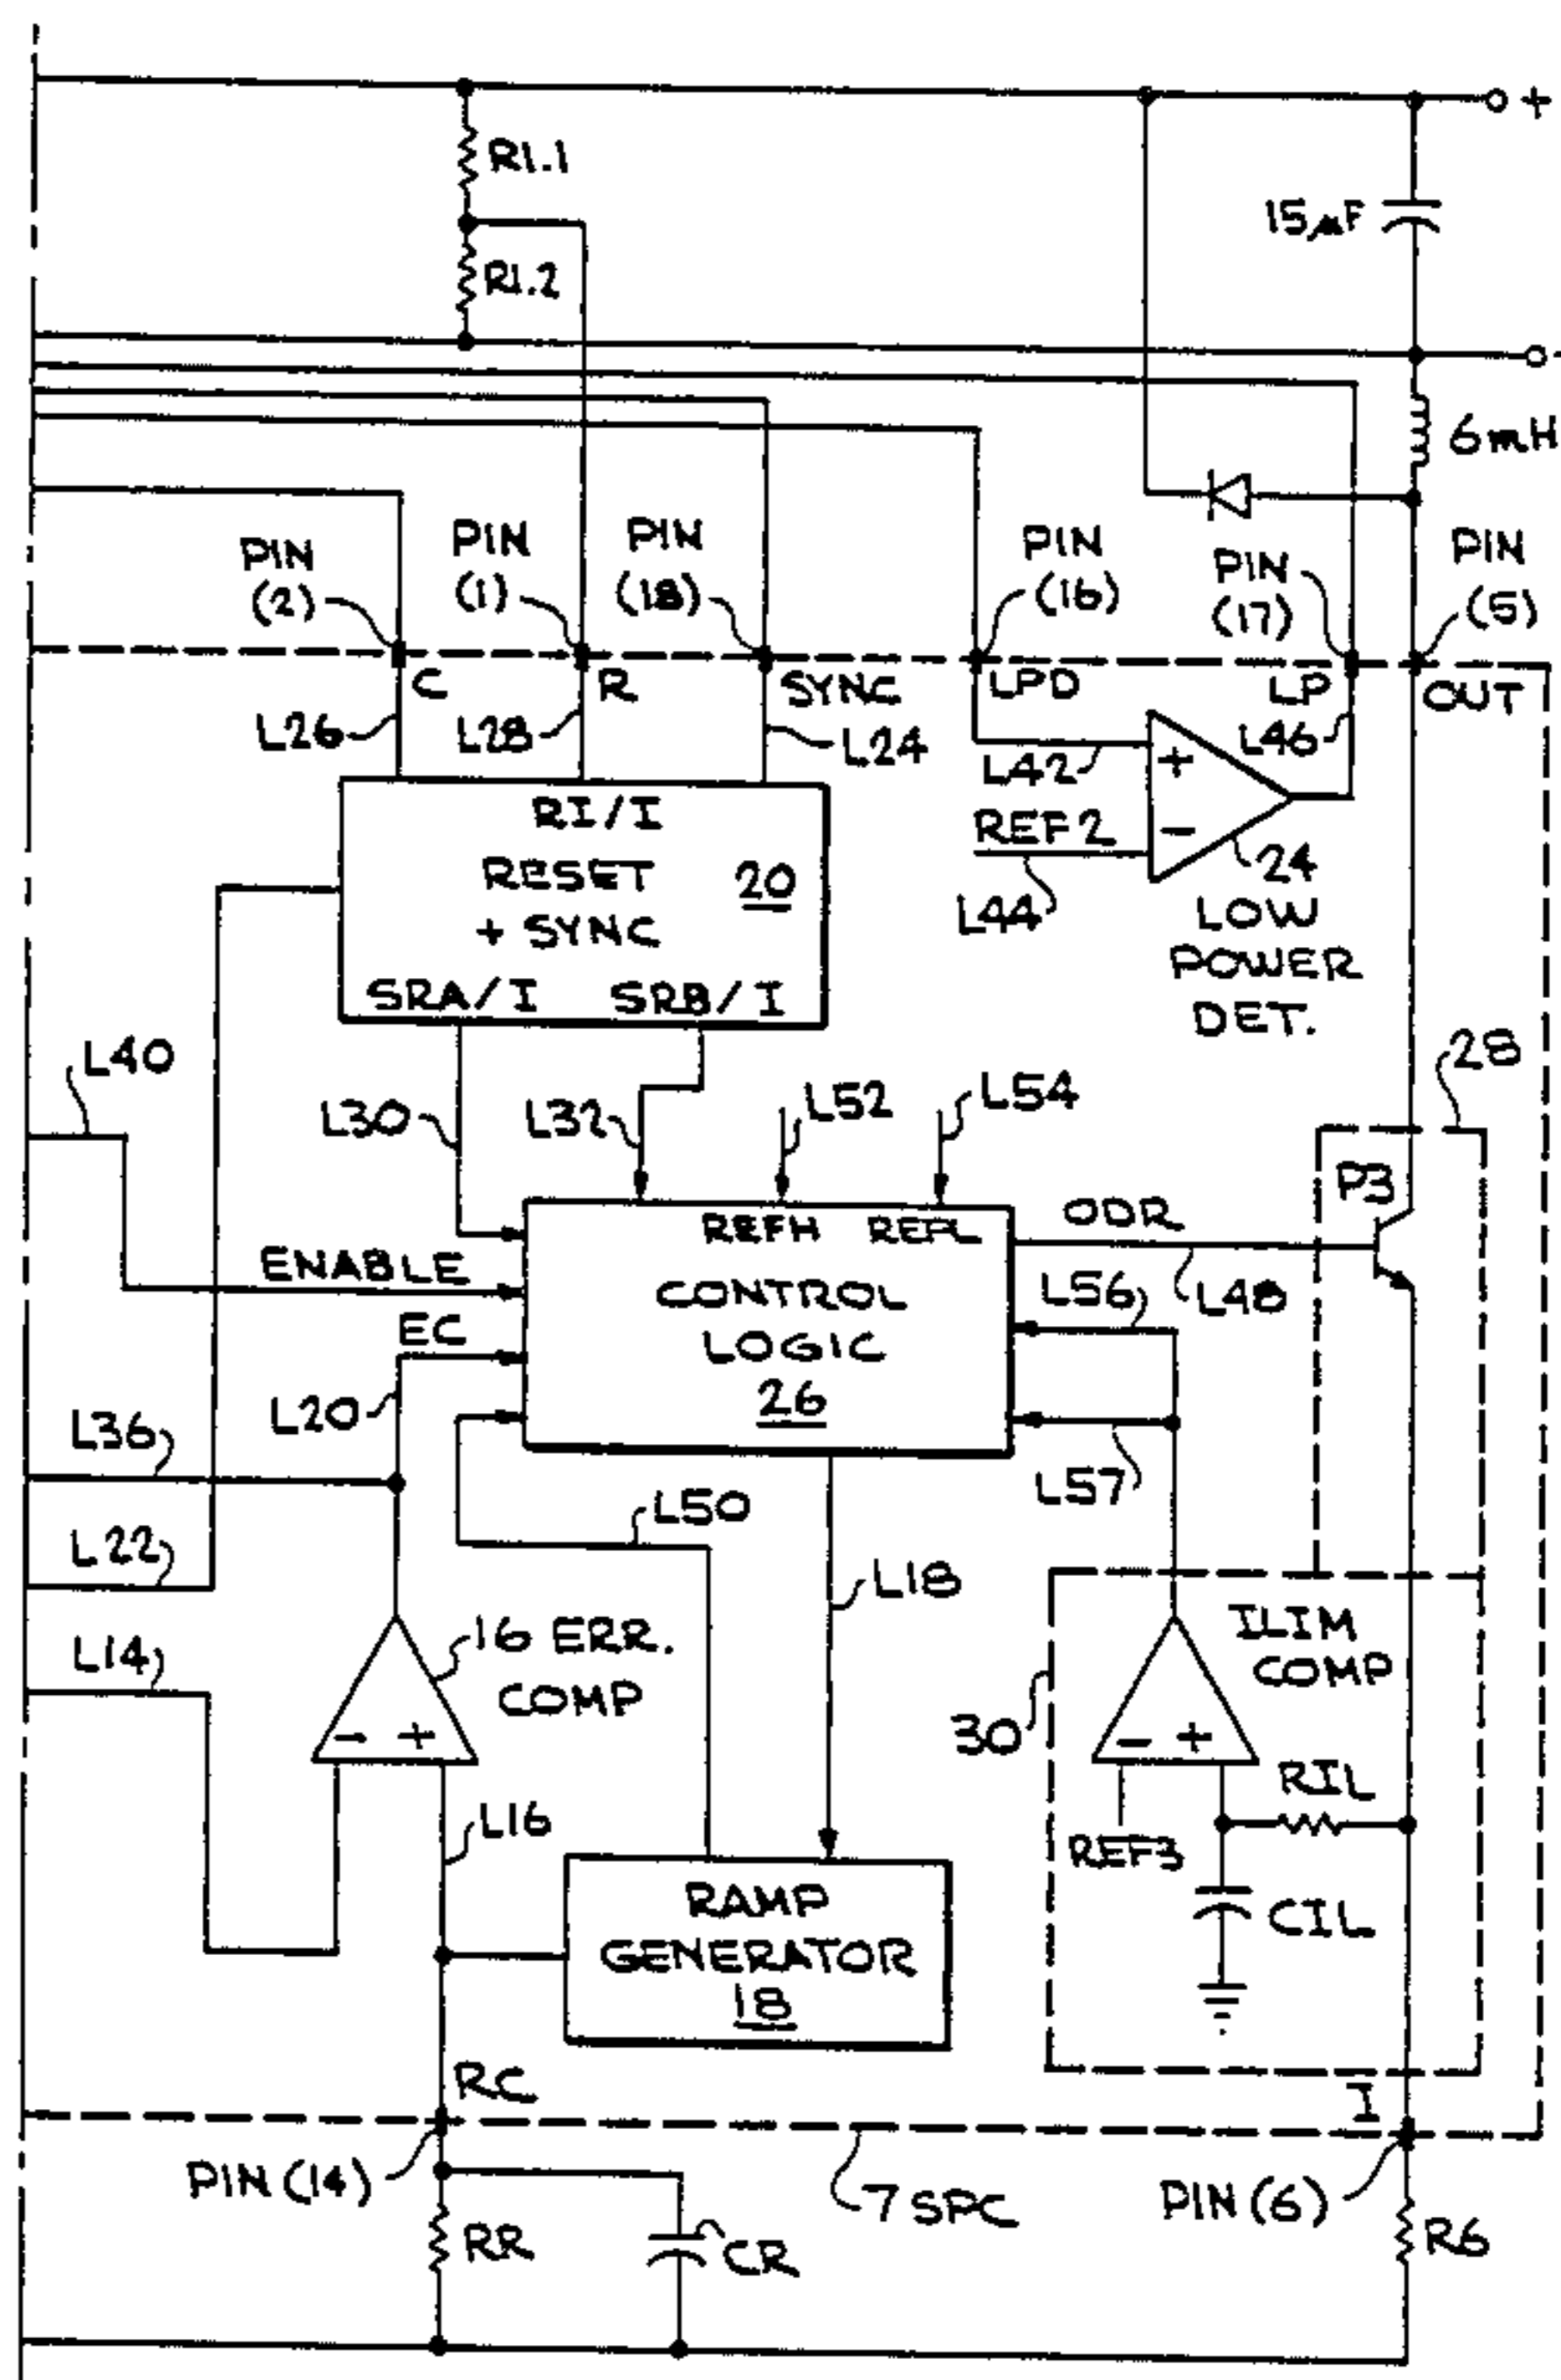 +
R1.1
15µF
R1.2
-
6mH
PIN (2)
PIN (1)
PIN (18)
PIN (16)
PIN (17)
PIN (5)
C
R
SYNC
LPD
LP
OUT
L26
L28
L24
L42
L46
RI/I
RESET
+ SYNC
20
SRA/I
SRB/I
+
-
REF2
L44
24
LOW
POWER
DET.
28
L40
L30
L32
L52
L54
P3
REFH
REFL
ODR
ENABLE
CONTROL
LOGIC
26
L48
L56
EC
L20
L36
L57
L50
L22
L18
16 ERR.
COMP
L14
- +
ILIM
COMP
30
- +
RIL
L16
REF3
RAMP
GENERATOR
18
CIL
RC
I
PIN (14)
7 SPC
PIN (6)
RR
CR
R6